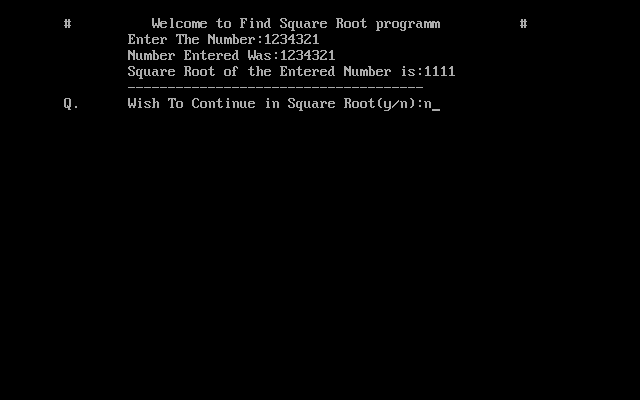 # Welcome to Find Square Root programm #
Enter The Number:1234321
Number Entered Was:1234321
Square Root of the Entered Number is:1111
-------------------------------------
Q. Wish To Continue in Square Root(y/n):n_